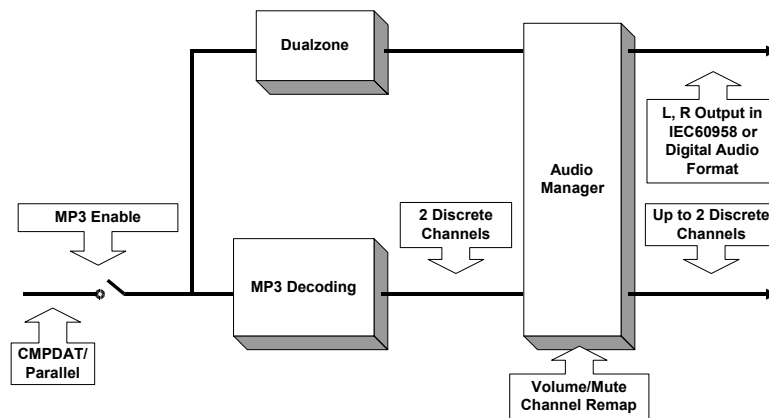 Dualzone
L, R Output in
IEC60958 or
Digital Audio
Format
Audio
Manager
MP3 Enable
2 Discrete
Channels
Up to 2 Discrete
Channels
MP3 Decoding
CMPDAT/
Parallel
Volume/Mute
Channel Remap